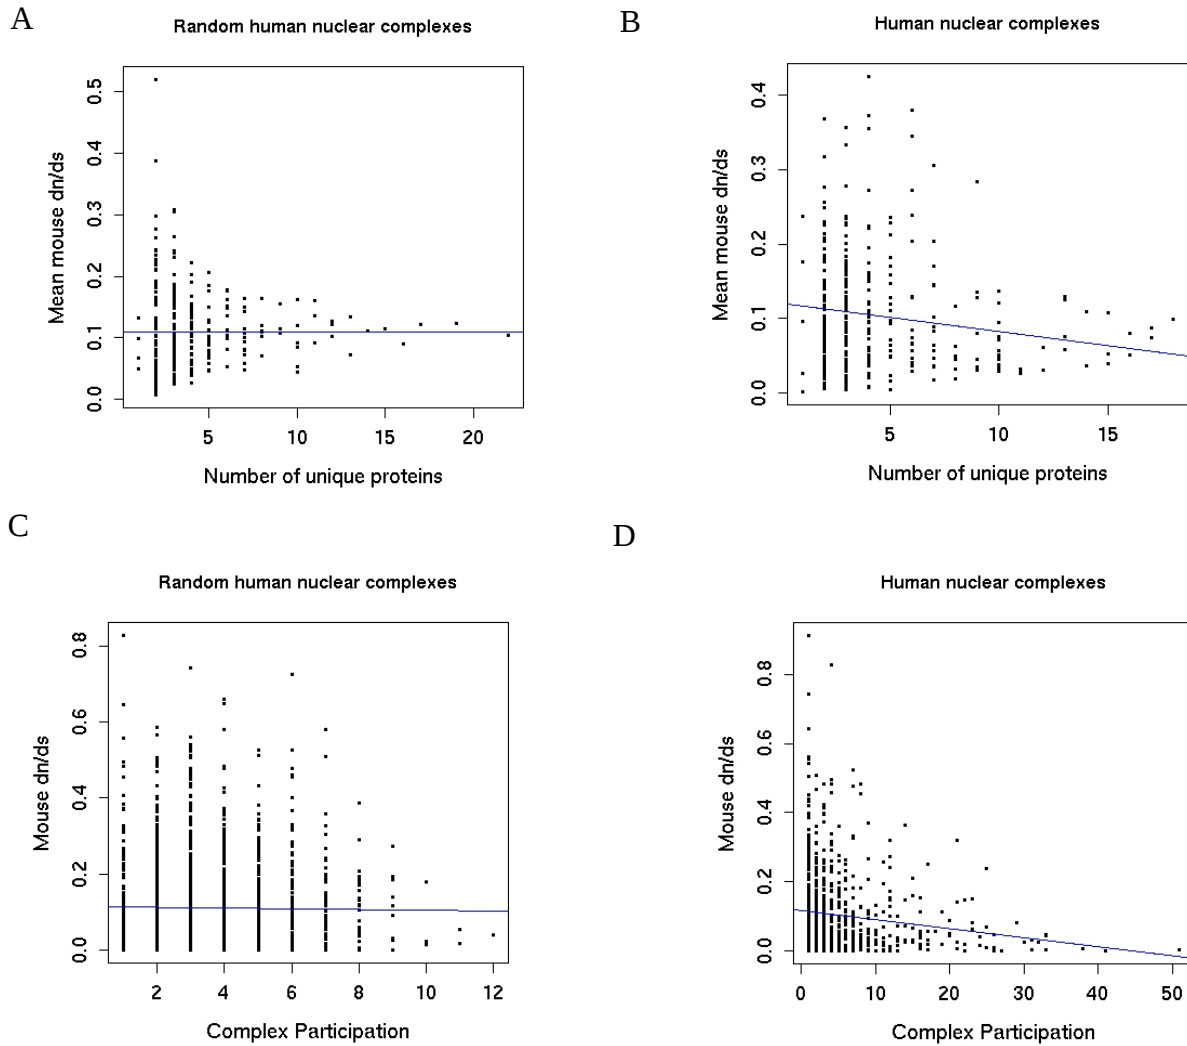 A
Random human nuclear complexes
Mean mouse dn/ds
0.0 0.1 0.2 0.3 0.4 0.5
5 10 15 20
Number of unique proteins
B
Human nuclear complexes
Mean mouse dn/ds
0.0 0.1 0.2 0.3 0.4
5 10 15
Number of unique proteins
C
Random human nuclear complexes
Mouse dn/ds
0.0 0.2 0.4 0.6 0.8
2 4 6 8 10 12
Complex Participation
D
Human nuclear complexes
Mouse dn/ds
0.0 0.2 0.4 0.6 0.8
0 10 20 30 40 50
Complex Participation